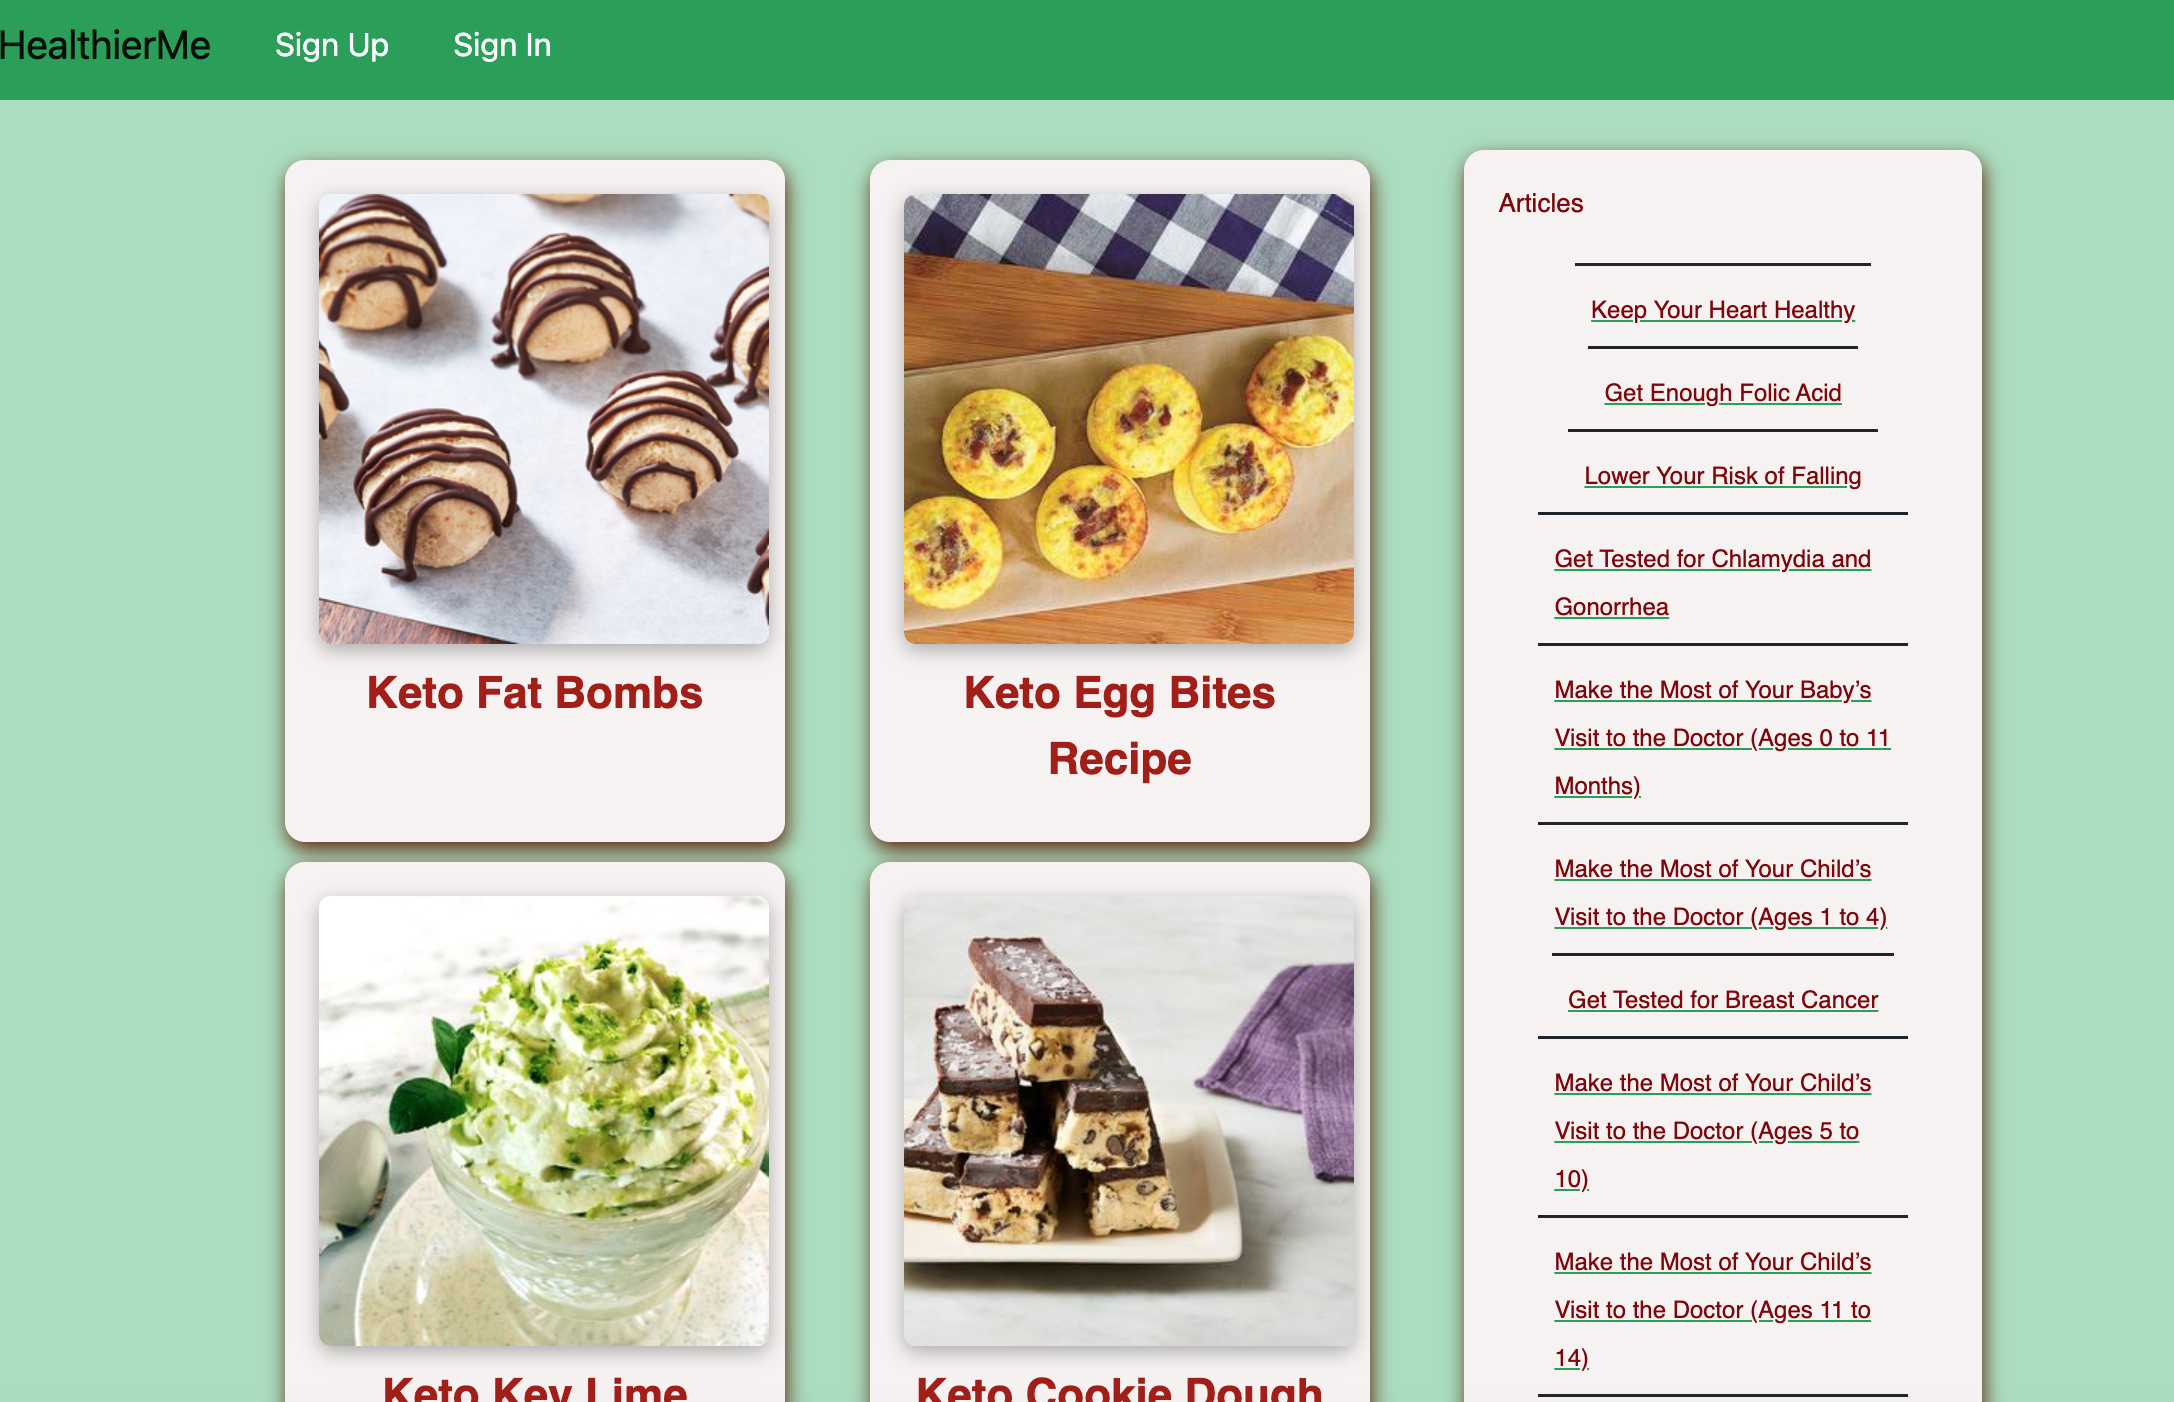 HealthierMe
Sign Up
Sign In
Keto Fat Bombs
Keto Egg Bites
Recipe
Keto Key Lime
Keto Cookie Dough
Articles
Keep Your Heart Healthy
Get Enough Folic Acid
Lower Your Risk of Falling
Get Tested for Chlamydia and
Gonorrhea
Make the Most of Your Baby’s
Visit to the Doctor (Ages 0 to 11
Months)
Make the Most of Your Child’s
Visit to the Doctor (Ages 1 to 4)
Get Tested for Breast Cancer
Make the Most of Your Child’s
Visit to the Doctor (Ages 5 to
10)
Make the Most of Your Child’s
Visit to the Doctor (Ages 11 to
14)